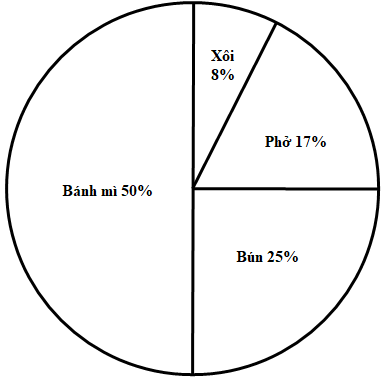 Xôi
8%
Phở 17%
Bánh mì 50%
Bún 25%